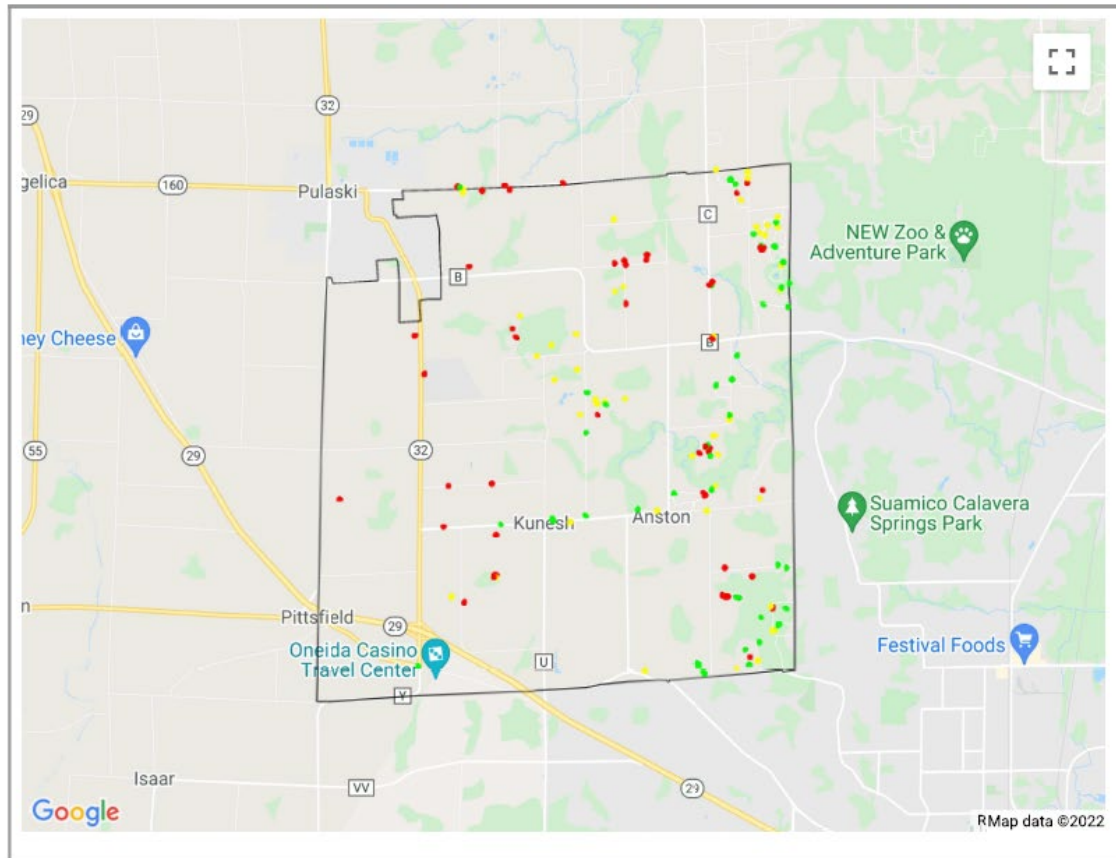 29
32
gelica
160
Pulaski
C
NEW Zoo &
Adventure Park
B
ney Cheese
B
55
29
32
Suamico Calavera
Springs Park
Kunesh
Anston
n
Pittsfield
29
Oneida Casino
Travel Center
U
Festival Foods
Y
Isaar
VV
29
Google
RMap data ©2022